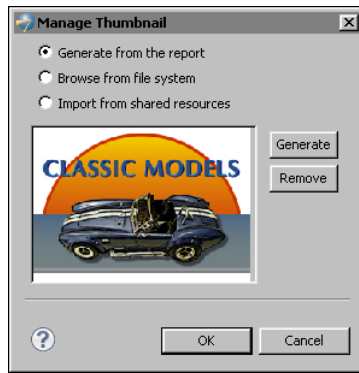 Manage Thumbnail
Generate from the report
Browse from file system
Import from shared resources
CLASSIC MODELS
Generate
Remove
?
OK
Cancel